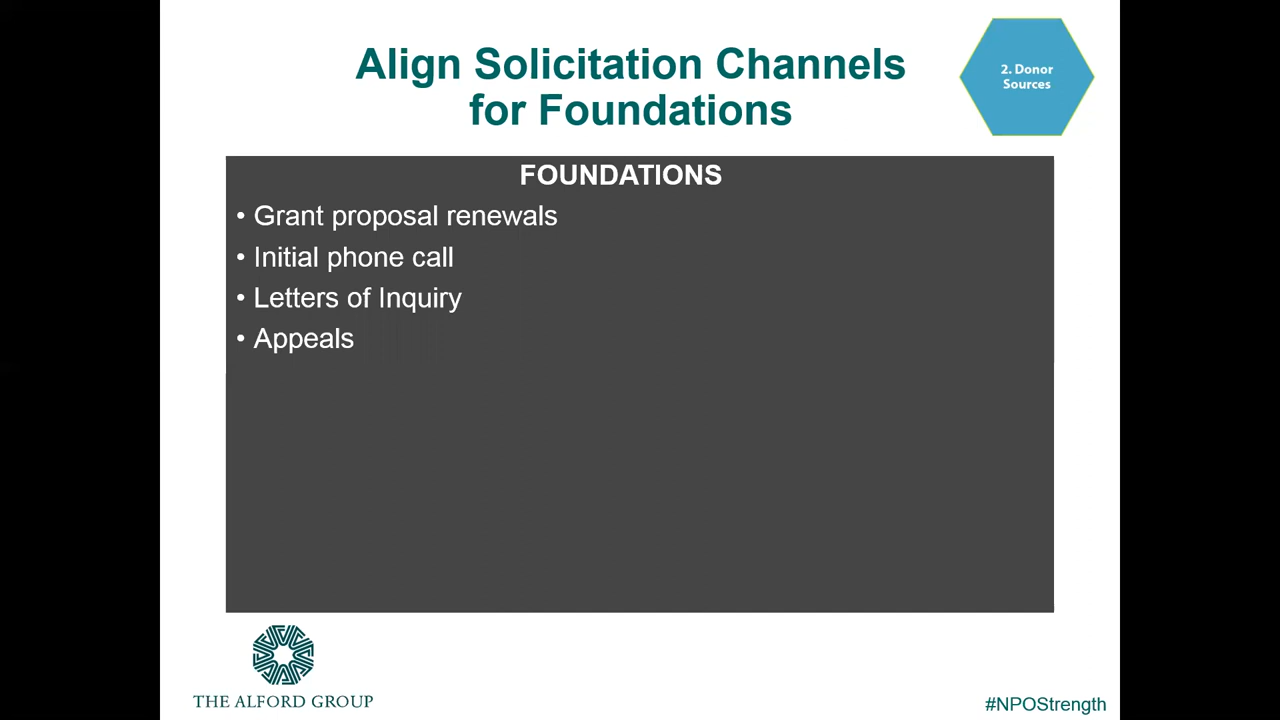 Align Solicitation Channels
for Foundations
2. Donor
Sources
FOUNDATIONS
• Grant proposal renewals
• Initial phone call
• Letters of Inquiry
• Appeals
THE ALFORD GROUP
#NPOStrength